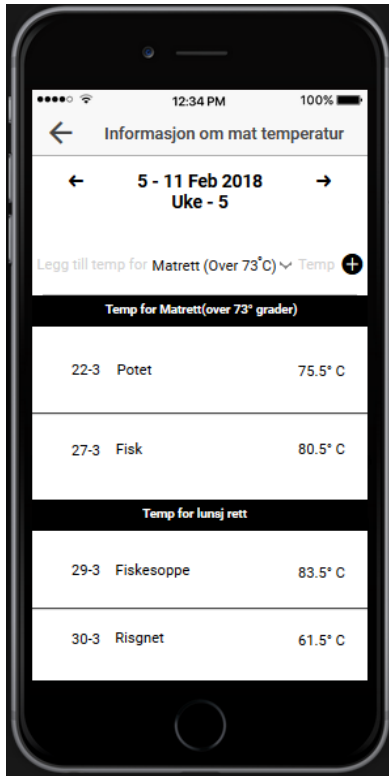 12:34 PM 100%
Informasjon om mat temperatur
5 - 11 Feb 2018
Uke - 5
Legg till temp for Matrett (Over 73°C) Temp
Temp for Matrett(over 73° grader)
22-3 Potet 75.5° C
27-3 Fisk 80.5° C
Temp for lunsj rett
29-3 Fiskesoppe 83.5° C
30-3 Risgnet 61.5° C